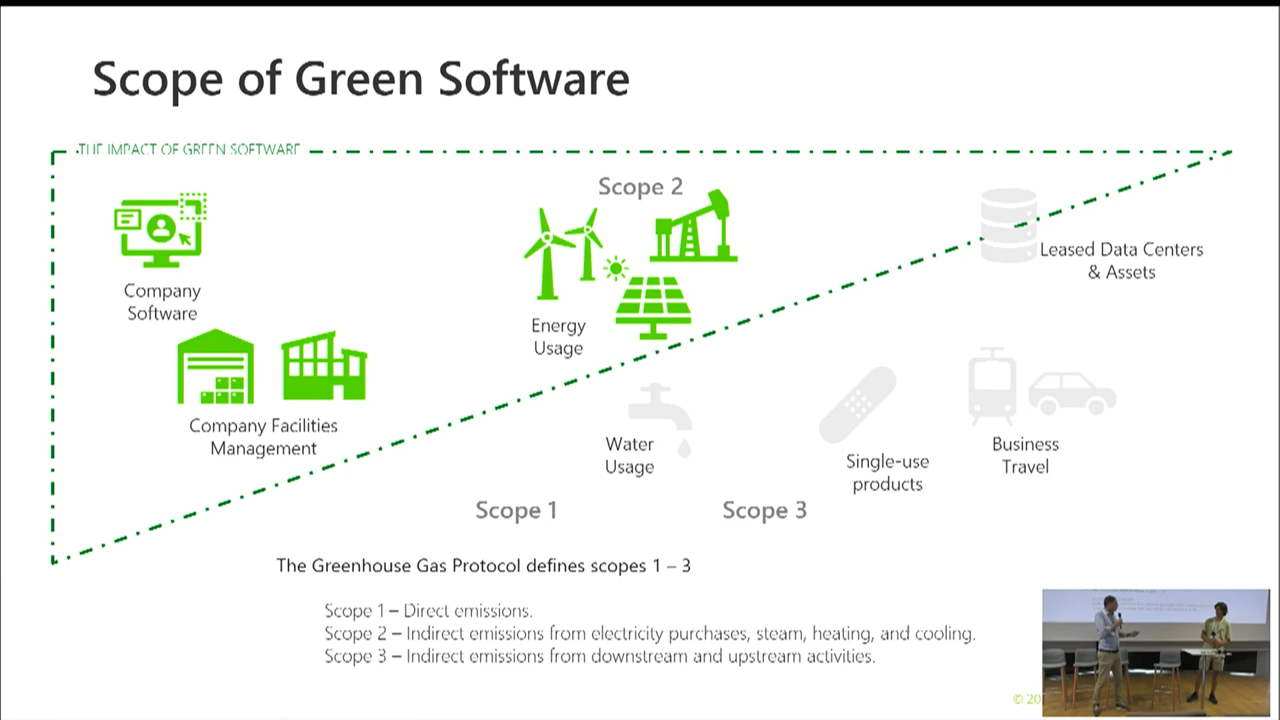 Scope of Green Software
THE IMPACT OF GREEN SOFTWARE
Scope 2
Company
Software
Energy
Usage
Leased Data Centers
& Assets
Company Facilities
Management
Water
Usage
Single-use
products
Business
Travel
Scope 1
Scope 3
The Greenhouse Gas Protocol defines scopes 1 – 3
Scope 1 – Direct emissions.
Scope 2 – Indirect emissions from electricity purchases, steam, heating, and cooling.
Scope 3 – Indirect emissions from downstream and upstream activities.
©